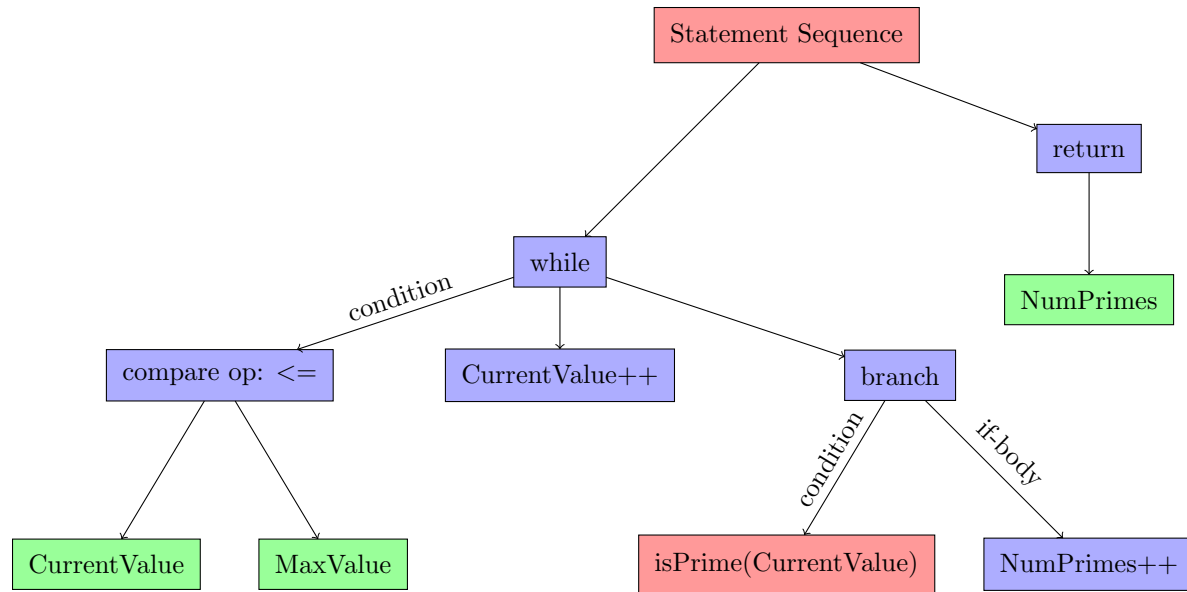 Statement Sequence
return
while
NumPrimes
condition
compare op: <=
CurrentValue++
branch
condition
if-body
CurrentValue
MaxValue
isPrime(CurrentValue)
NumPrimes++